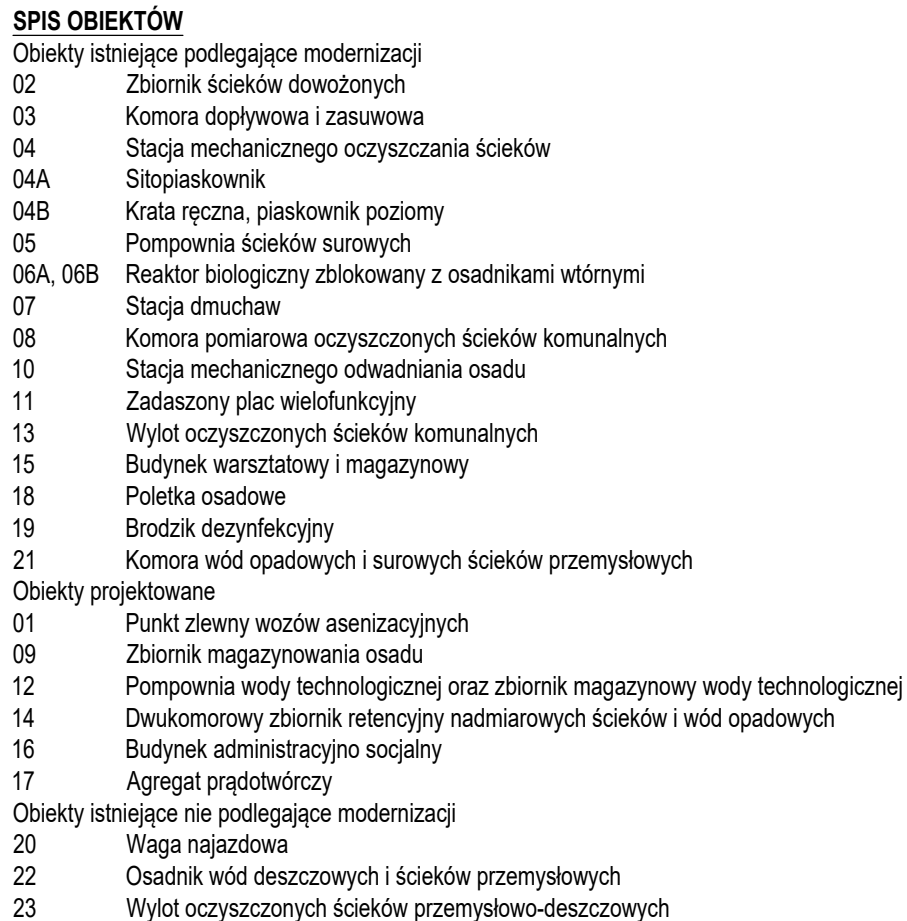 SPIS OBIEKTÓW
Obiekty istniejące podlegające modernizacji
02 Zbiornik ścieków dowożonych
03 Komora dopływowa i zasuwowa
04 Stacja mechanicznego oczyszczania ścieków
04A Sitopiaskownik
04B Krata ręczna, piaskownik poziomy
05 Pompownia ścieków surowych
06A, 06B Reaktor biologiczny zblokowany z osadnikami wtórnymi
07 Stacja dmuchaw
08 Komora pomiarowa oczyszczonych ścieków komunalnych
10 Stacja mechanicznego odwadniania osadu
11 Zadaszony plac wielofunkcyjny
13 Wylot oczyszczonych ścieków komunalnych
15 Budynek warsztatowy i magazynowy
18 Poletka osadowe
19 Brodzik dezynfekcyjny
21 Komora wód opadowych i surowych ścieków przemysłowych
Obiekty projektowane
01 Punkt zlewny wozów asenizacyjnych
09 Zbiornik magazynowania osadu
12 Pompownia wody technologicznej oraz zbiornik magazynowy wody technologicznej
14 Dwukomorowy zbiornik retencyjny nadmiarowych ścieków i wód opadowych
16 Budynek administracyjno socjalny
17 Agregat prądotwórczy
Obiekty istniejące nie podlegające modernizacji
20 Waga najazdowa
22 Osadnik wód deszczowych i ścieków przemysłowych
23 Wylot oczyszczonych ścieków przemysłowo-deszczowych